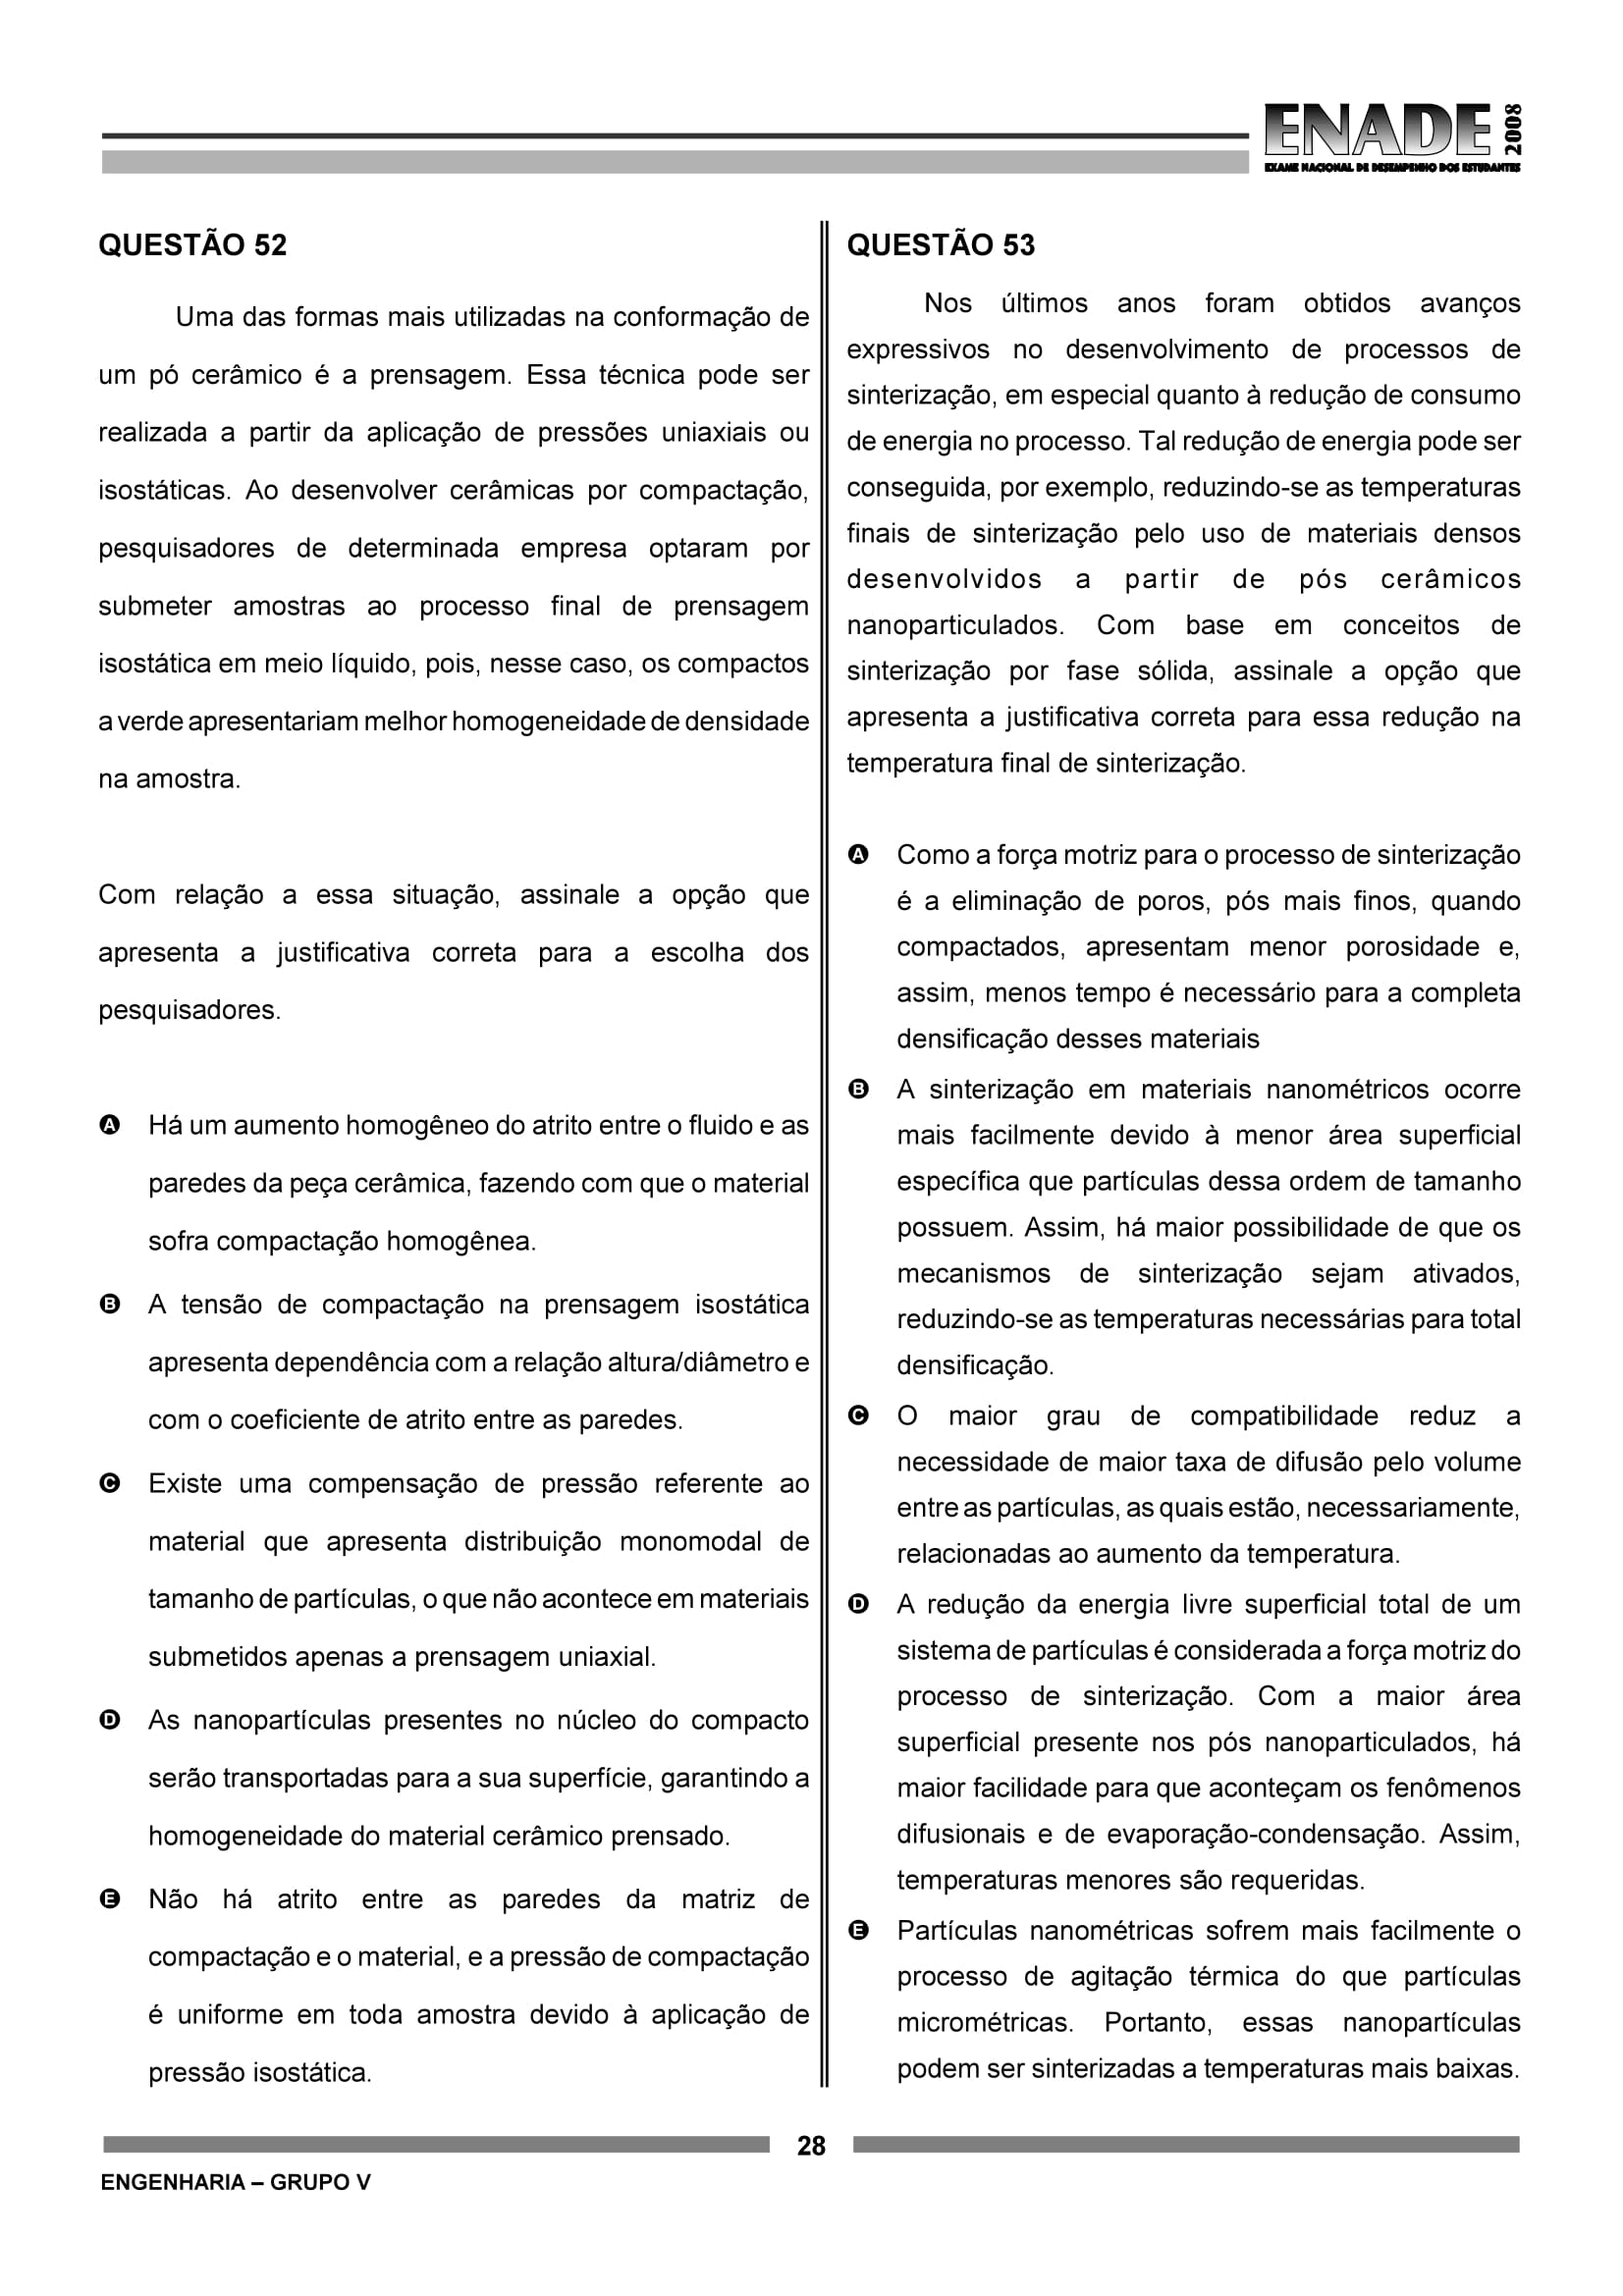 ENADE 2008
EXAME NACIONAL DE DESEMPENHO DOS ESTUDANTES
QUESTÃO 52
Uma das formas mais utilizadas na conformação de
um pó cerâmico é a prensagem. Essa técnica pode ser
realizada a partir da aplicação de pressões uniaxiais ou
isostáticas. Ao desenvolver cerâmicas por compactação,
pesquisadores de determinada empresa optaram por
submeter amostras ao processo final de prensagem
isostática em meio líquido, pois, nesse caso, os compactos
a verde apresentariam melhor homogeneidade de densidade
na amostra.
Com relação a essa situação, assinale a opção que
apresenta a justificativa correta para a escolha dos
pesquisadores.
A Há um aumento homogêneo do atrito entre o fluido e as
paredes da peça cerâmica, fazendo com que o material
sofra compactação homogênea.
B A tensão de compactação na prensagem isostática
apresenta dependência com a relação altura/diâmetro e
com o coeficiente de atrito entre as paredes.
C Existe uma compensação de pressão referente ao
material que apresenta distribuição monomodal de
tamanho de partículas, o que não acontece em materiais
submetidos apenas a prensagem uniaxial.
D As nanopartículas presentes no núcleo do compacto
serão transportadas para a sua superfície, garantindo a
homogeneidade do material cerâmico prensado.
E Não há atrito entre as paredes da matriz de
compactação e o material, e a pressão de compactação
é uniforme em toda amostra devido à aplicação de
pressão isostática.
QUESTÃO 53
Nos últimos anos foram obtidos avanços
expressivos no desenvolvimento de processos de
sinterização, em especial quanto à redução de consumo
de energia no processo. Tal redução de energia pode ser
conseguida, por exemplo, reduzindo-se as temperaturas
finais de sinterização pelo uso de materiais densos
desenvolvidos a partir de pós cerâmicos
nanoparticulados. Com base em conceitos de
sinterização por fase sólida, assinale a opção que
apresenta a justificativa correta para essa redução na
temperatura final de sinterização.
A Como a força motriz para o processo de sinterização
é a eliminação de poros, pós mais finos, quando
compactados, apresentam menor porosidade e,
assim, menos tempo é necessário para a completa
densificação desses materiais
B A sinterização em materiais nanométricos ocorre
mais facilmente devido à menor área superficial
específica que partículas dessa ordem de tamanho
possuem. Assim, há maior possibilidade de que os
mecanismos de sinterização sejam ativados,
reduzindo-se as temperaturas necessárias para total
densificação.
C O maior grau de compatibilidade reduz a
necessidade de maior taxa de difusão pelo volume
entre as partículas, as quais estão, necessariamente,
relacionadas ao aumento da temperatura.
D A redução da energia livre superficial total de um
sistema de partículas é considerada a força motriz do
processo de sinterização. Com a maior área
superficial presente nos pós nanoparticulados, há
maior facilidade para que aconteçam os fenômenos
difusionais e de evaporação-condensação. Assim,
temperaturas menores são requeridas.
E Partículas nanométricas sofrem mais facilmente o
processo de agitação térmica do que partículas
micrométricas. Portanto, essas nanopartículas
podem ser sinterizadas a temperaturas mais baixas.
28
ENGENHARIA – GRUPO V